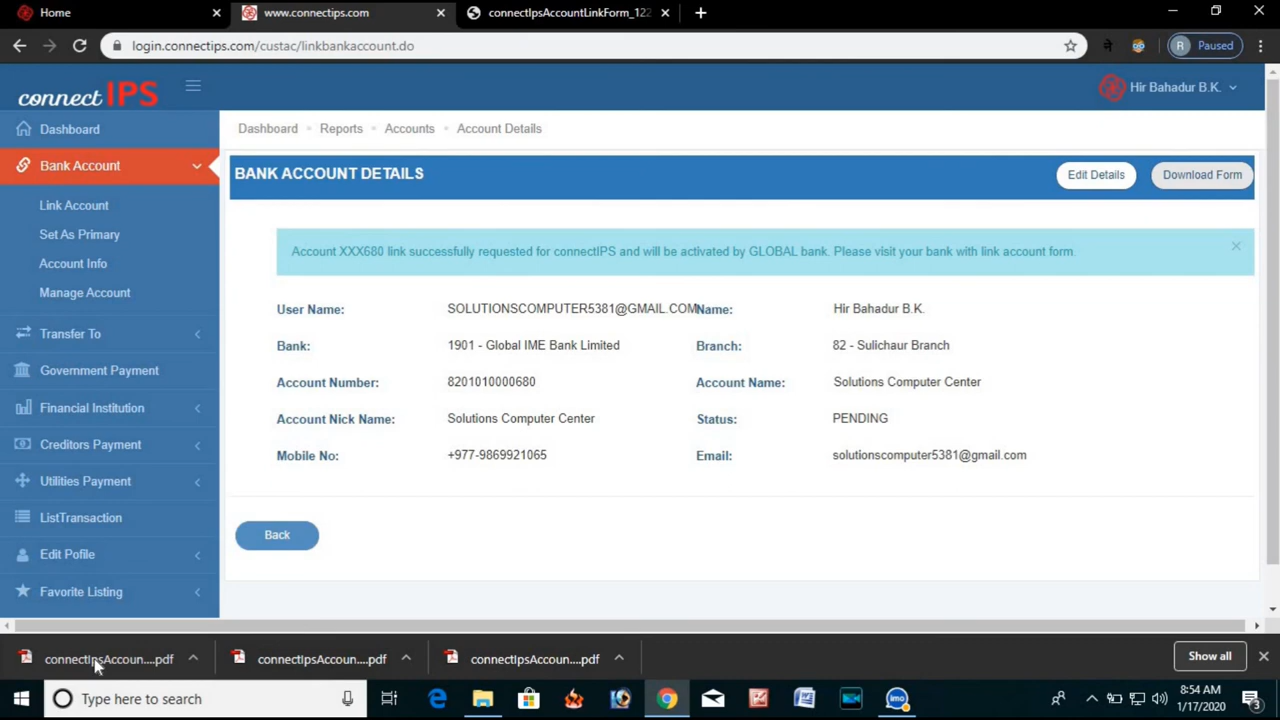 Home
www.connectips.com
connectIpsAccountLinkForm_122
login.connectips.com/custac/linkbankaccount.do
R Paused
connectIPS
Hir Bahadur B.K.
Dashboard
Bank Account
Link Account
Set As Primary
Account Info
Manage Account
Transfer To
Government Payment
Financial Institution
Creditors Payment
Utilities Payment
ListTransaction
Edit Pofile
Favorite Listing
Dashboard Reports Accounts Account Details
BANK ACCOUNT DETAILS
Edit Details
Download Form
Account XXX680 link successfully requested for connectIPS and will be activated by GLOBAL bank. Please visit your bank with link account form.
User Name: SOLUTIONSCOMPUTER5381@GMAIL.COM Name: Hir Bahadur B.K.
Bank: 1901 - Global IME Bank Limited Branch: 82 - Sulichaur Branch
Account Number: 8201010000680 Account Name: Solutions Computer Center
Account Nick Name: Solutions Computer Center Status: PENDING
Mobile No: +977-9869921065 Email: solutionscomputer5381@gmail.com
Back
connectIpsAccoun....pdf
connectIpsAccoun....pdf
connectIpsAccoun....pdf
Show all
Type here to search
imo
8:54 AM
1/17/2020
3